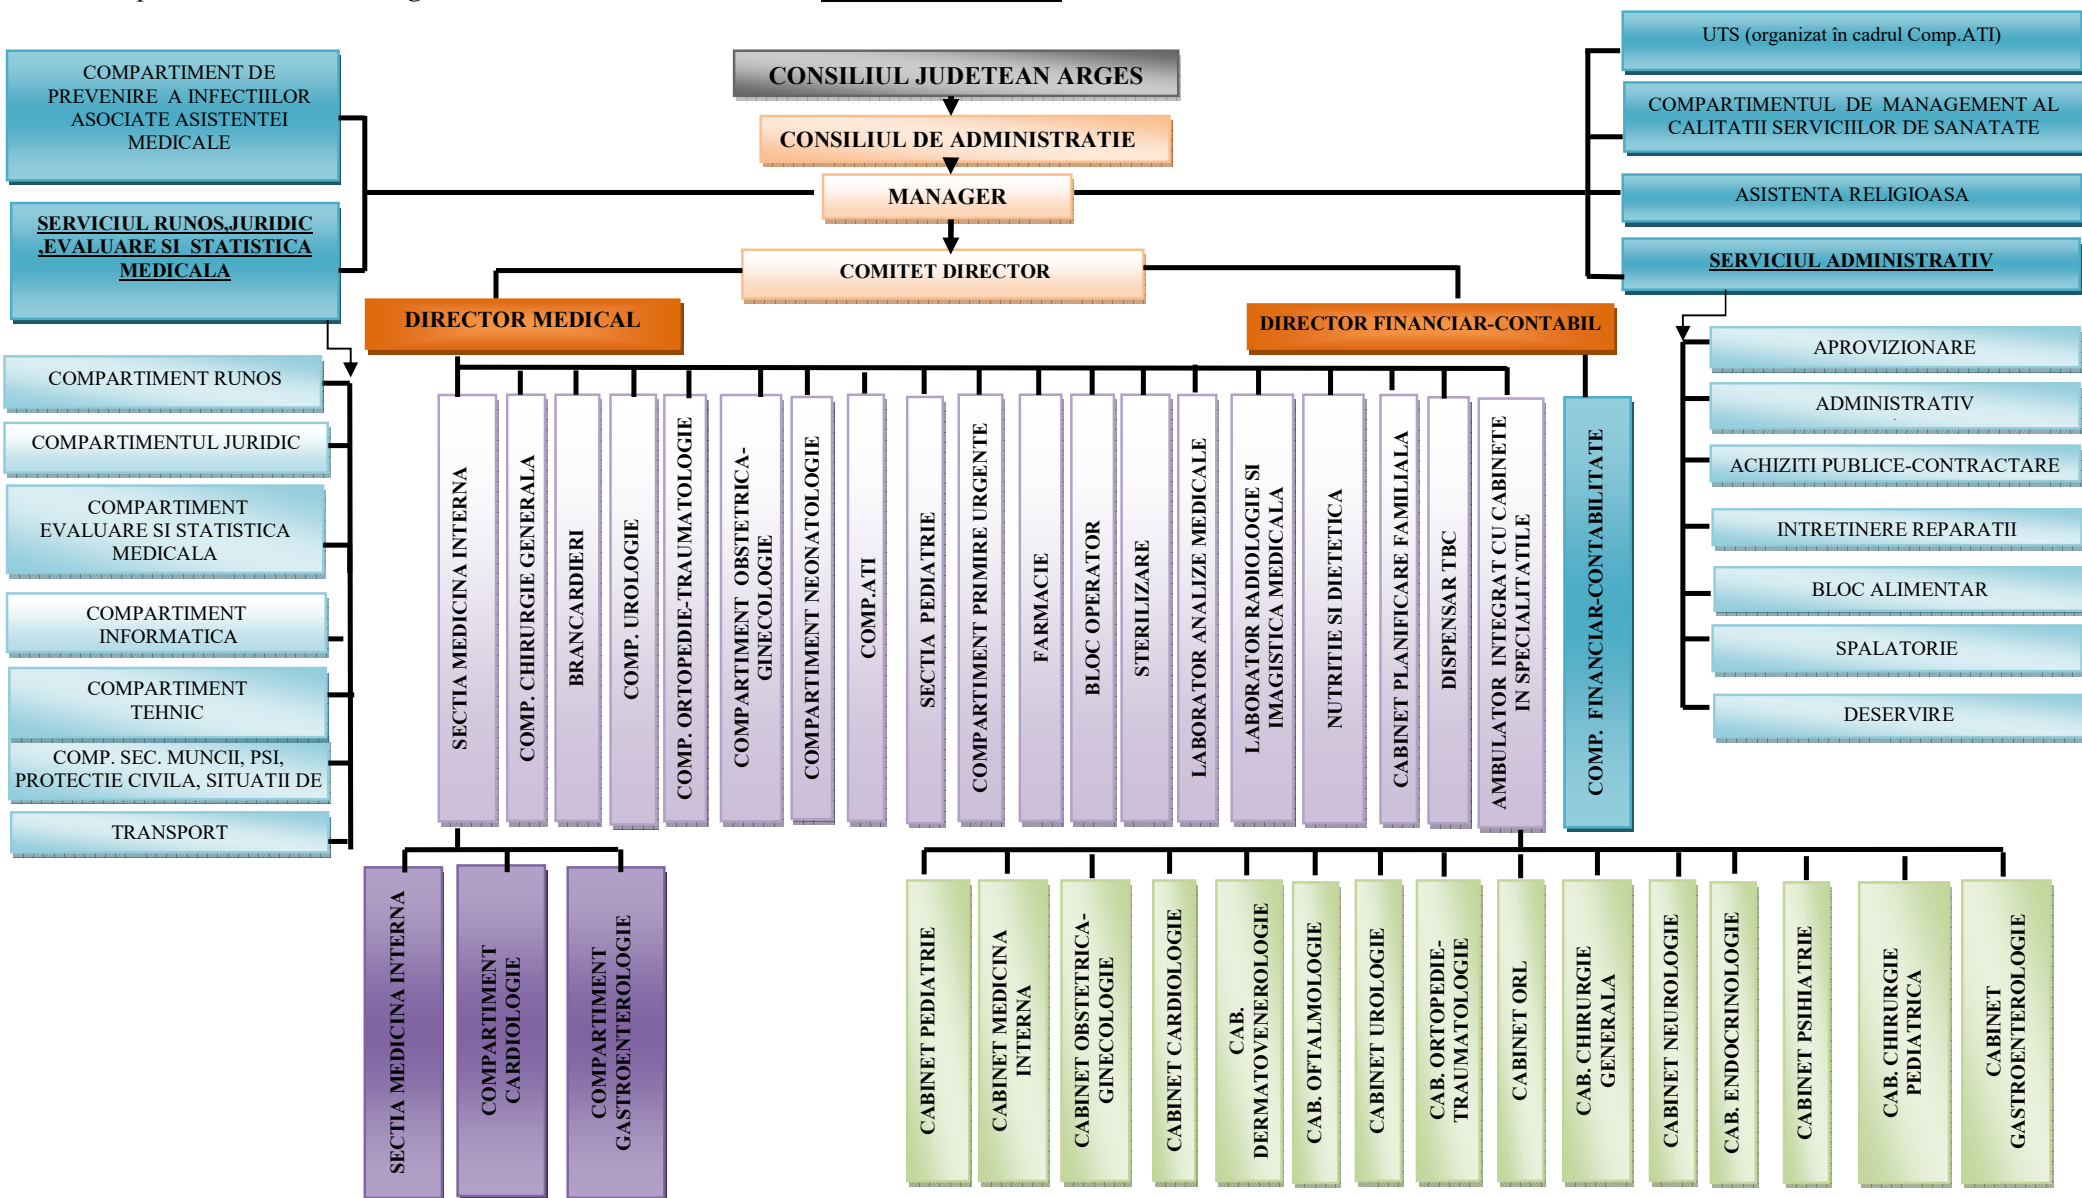 CONSILIUL JUDETEAN ARGES
CONSILIUL DE ADMINISTRATIE
MANAGER
COMITET DIRECTOR
COMPARTIMENT DE
PREVENIRE A INFECTIILOR
ASOCIATE ASISTENTEI
MEDICALE
SERVICIUL RUNOS,JURIDIC
,EVALUARE SI STATISTICA
MEDICALA
UTS (organizat în cadrul Comp.ATI)
COMPARTIMENTUL DE MANAGEMENT AL
CALITATII SERVICIILOR DE SANATATE
ASISTENTA RELIGIOASA
SERVICIUL ADMINISTRATIV
DIRECTOR MEDICAL
DIRECTOR FINANCIAR-CONTABIL
COMPARTIMENT RUNOS
COMPARTIMENTUL JURIDIC
COMPARTIMENT
EVALUARE SI STATISTICA
MEDICALA
COMPARTIMENT
INFORMATICA
COMPARTIMENT
TEHNIC
COMP. SEC. MUNCII, PSI,
PROTECTIE CIVILA, SITUATII DE
TRANSPORT
SECTIA MEDICINA INTERNA
COMP. CHIRURGIE GENERALA
BRANCARDIERI
COMP. UROLOGIE
COMP. ORTOPEDIE-TRAUMATOLOGIE
COMPARTIMENT OBSTETRICA-
GINECOLOGIE
COMPARTIMENT NEONATOLOGIE
COMP.ATI
SECTIA PEDIATRIE
COMPARTIMENT PRIMIRE URGENTE
FARMACIE
BLOC OPERATOR
STERILIZARE
LABORATOR ANALIZE MEDICALE
LABORATOR RADIOLOGIE SI
IMAGISTICA MEDICALA
NUTRITIE SI DIETETICA
CABINET PLANIFICARE FAMILIALA
DISPENSAR TBC
AMBULATOR INTEGRAT CU CABINETE
IN SPECIALITATILE
COMP. FINANCIAR-CONTABILITATE
APROVIZIONARE
ADMINISTRATIV
ACHIZITI PUBLICE-CONTRACTARE
INTRETINERE REPARATII
BLOC ALIMENTAR
SPALATORIE
DESERVIRE
SECTIA MEDICINA INTERNA
COMPARTIMENT
CARDIOLOGIE
COMPARTIMENT
GASTROENTEROLOGIE
CABINET PEDIATRIE
CABINET MEDICINA
INTERNA
CABINET OBSTETRICA-
GINECOLOGIE
CABINET CARDIOLOGIE
CAB.
DERMATOVENEROLOGIE
CAB. OFTALMOLOGIE
CABINET UROLOGIE
CAB. ORTOPEDIE-
TRAUMATOLOGIE
CABINET ORL
CAB. CHIRURGIE
GENERALA
CABINET NEUROLOGIE
CAB. ENDOCRINOLOGIE
CABINET PSIHIATRIE
CAB. CHIRURGIE
PEDIATRICA
CABINET
GASTROENTEROLOGIE